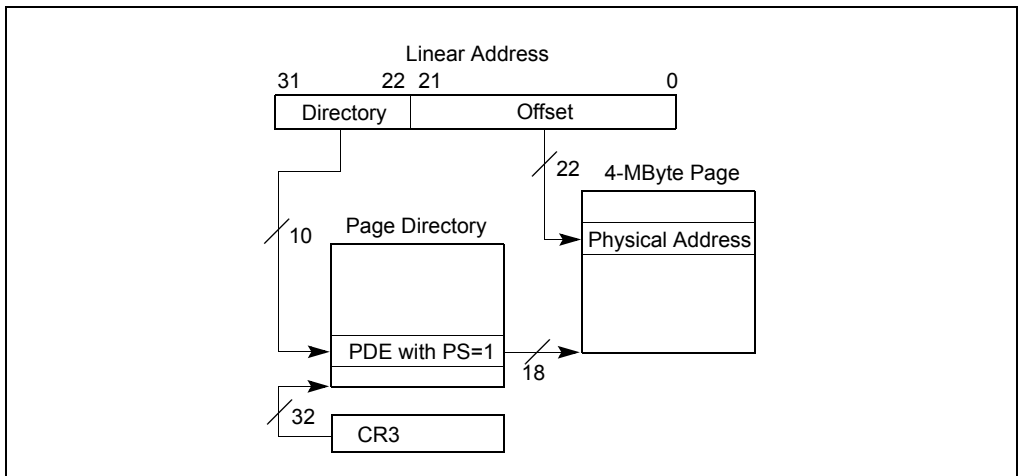 Linear Address
31 22 21 0
Directory Offset
22 4-MByte Page
10 Page Directory Physical Address
PDE with PS=1
18
32
CR3